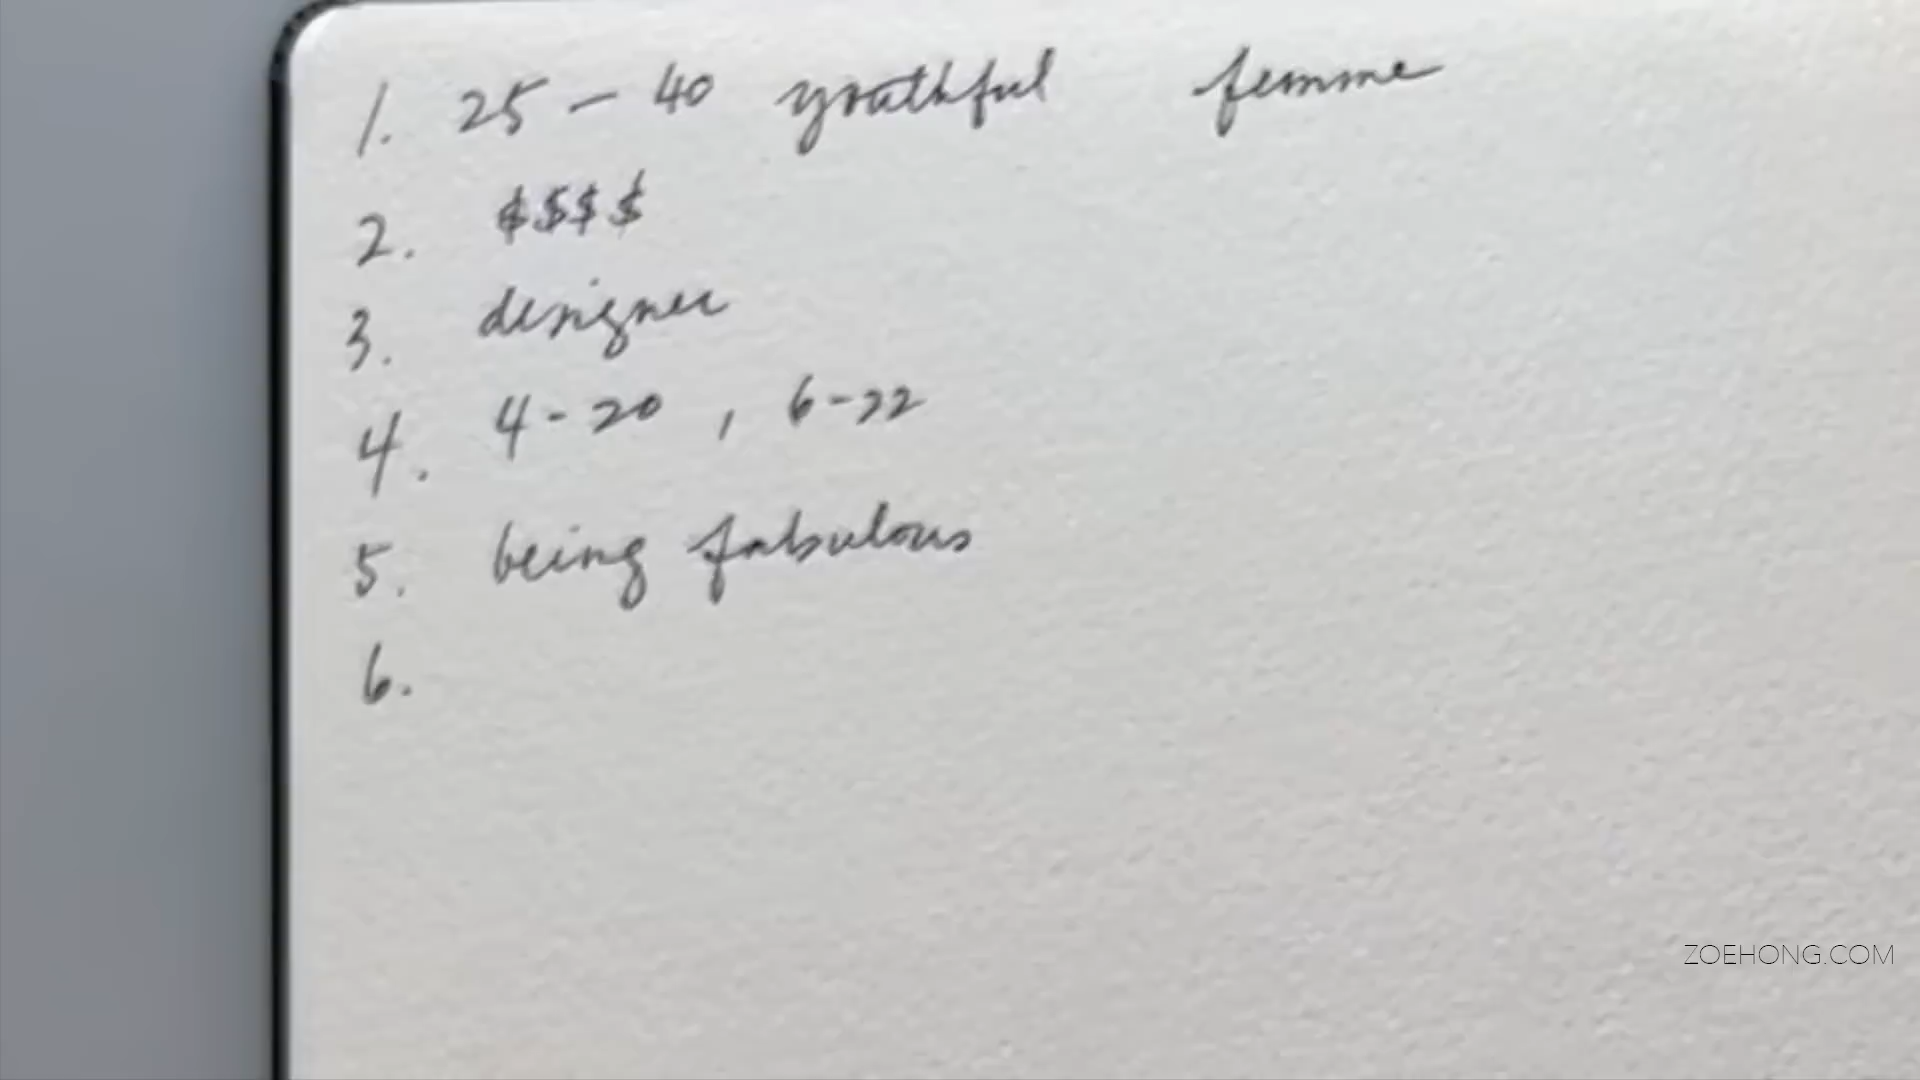 1. 25 - 40 youthful femme
2. $$$$
3. designer
4. 4-20, 6-22
5. being fabulous
6.
ZOEHONG.COM